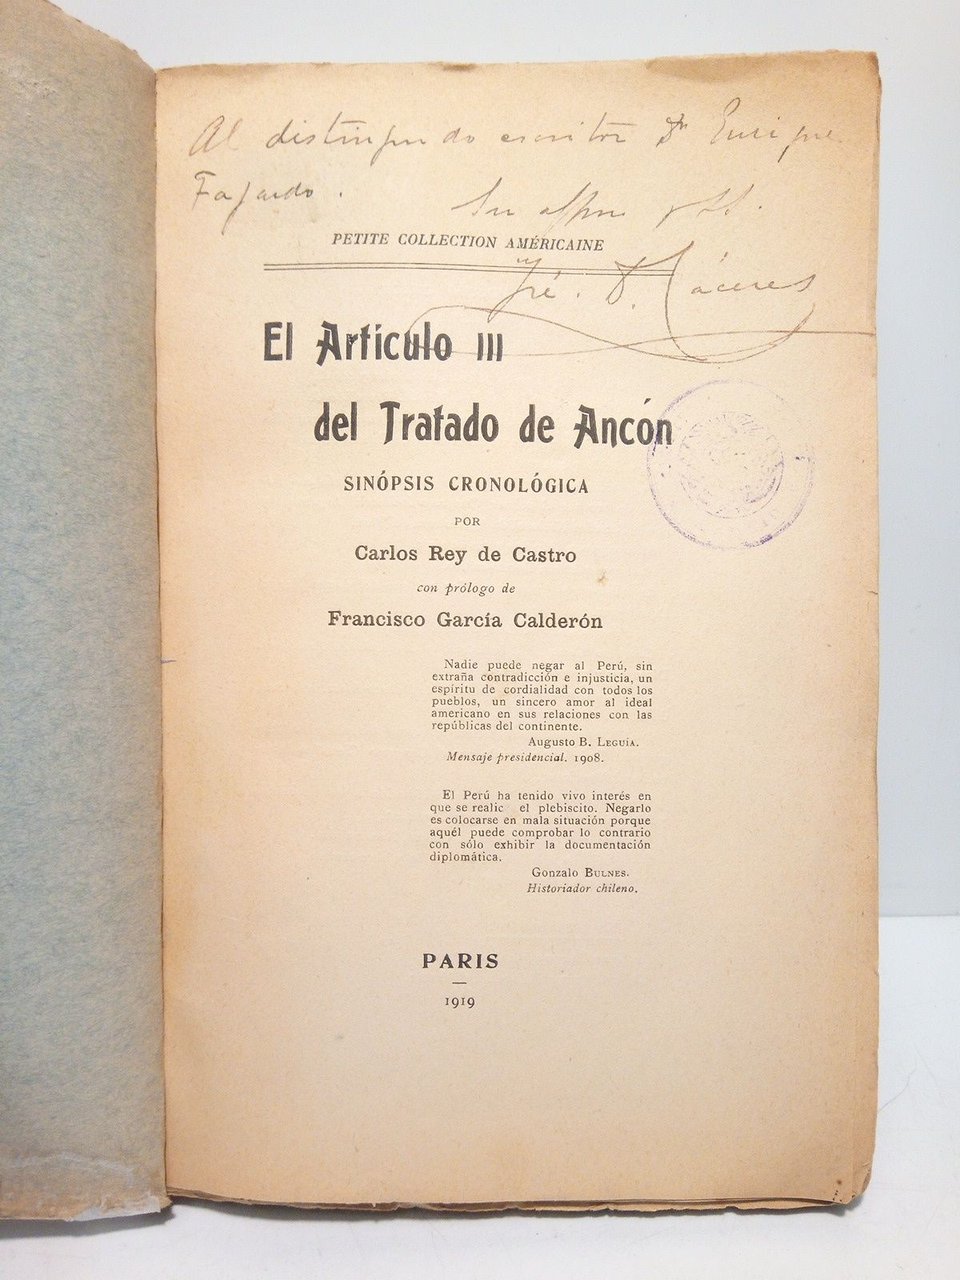 Al distinguido escritor Dr Enrique
Fajardo.
Su
PETITE COLLECTION AMÉRICAINE
Jé. D. Cáceres
El Artículo III
del Tratado de Ancón
SINÓPSIS CRONOLÓGICA
POR
Carlos Rey de Castro
con prólogo de
Francisco García Calderón
Nadie puede negar al Perú, sin
extraña contradicción e injusticia, un
espíritu de cordialidad con todos los
pueblos, un sincero amor al ideal
americano en sus relaciones con las
repúblicas del continente.
Augusto B. LEGUIA.
Mensaje presidencial. 1908.
El Perú ha tenido vivo interés en
que se realic el plebiscito. Negarlo
es colocarse en mala situación porque
aquél puede comprobar lo contrario
con sólo exhibir la documentación
diplomática.
Gonzalo BULNES.
Historiador chileno.
PARIS
1919